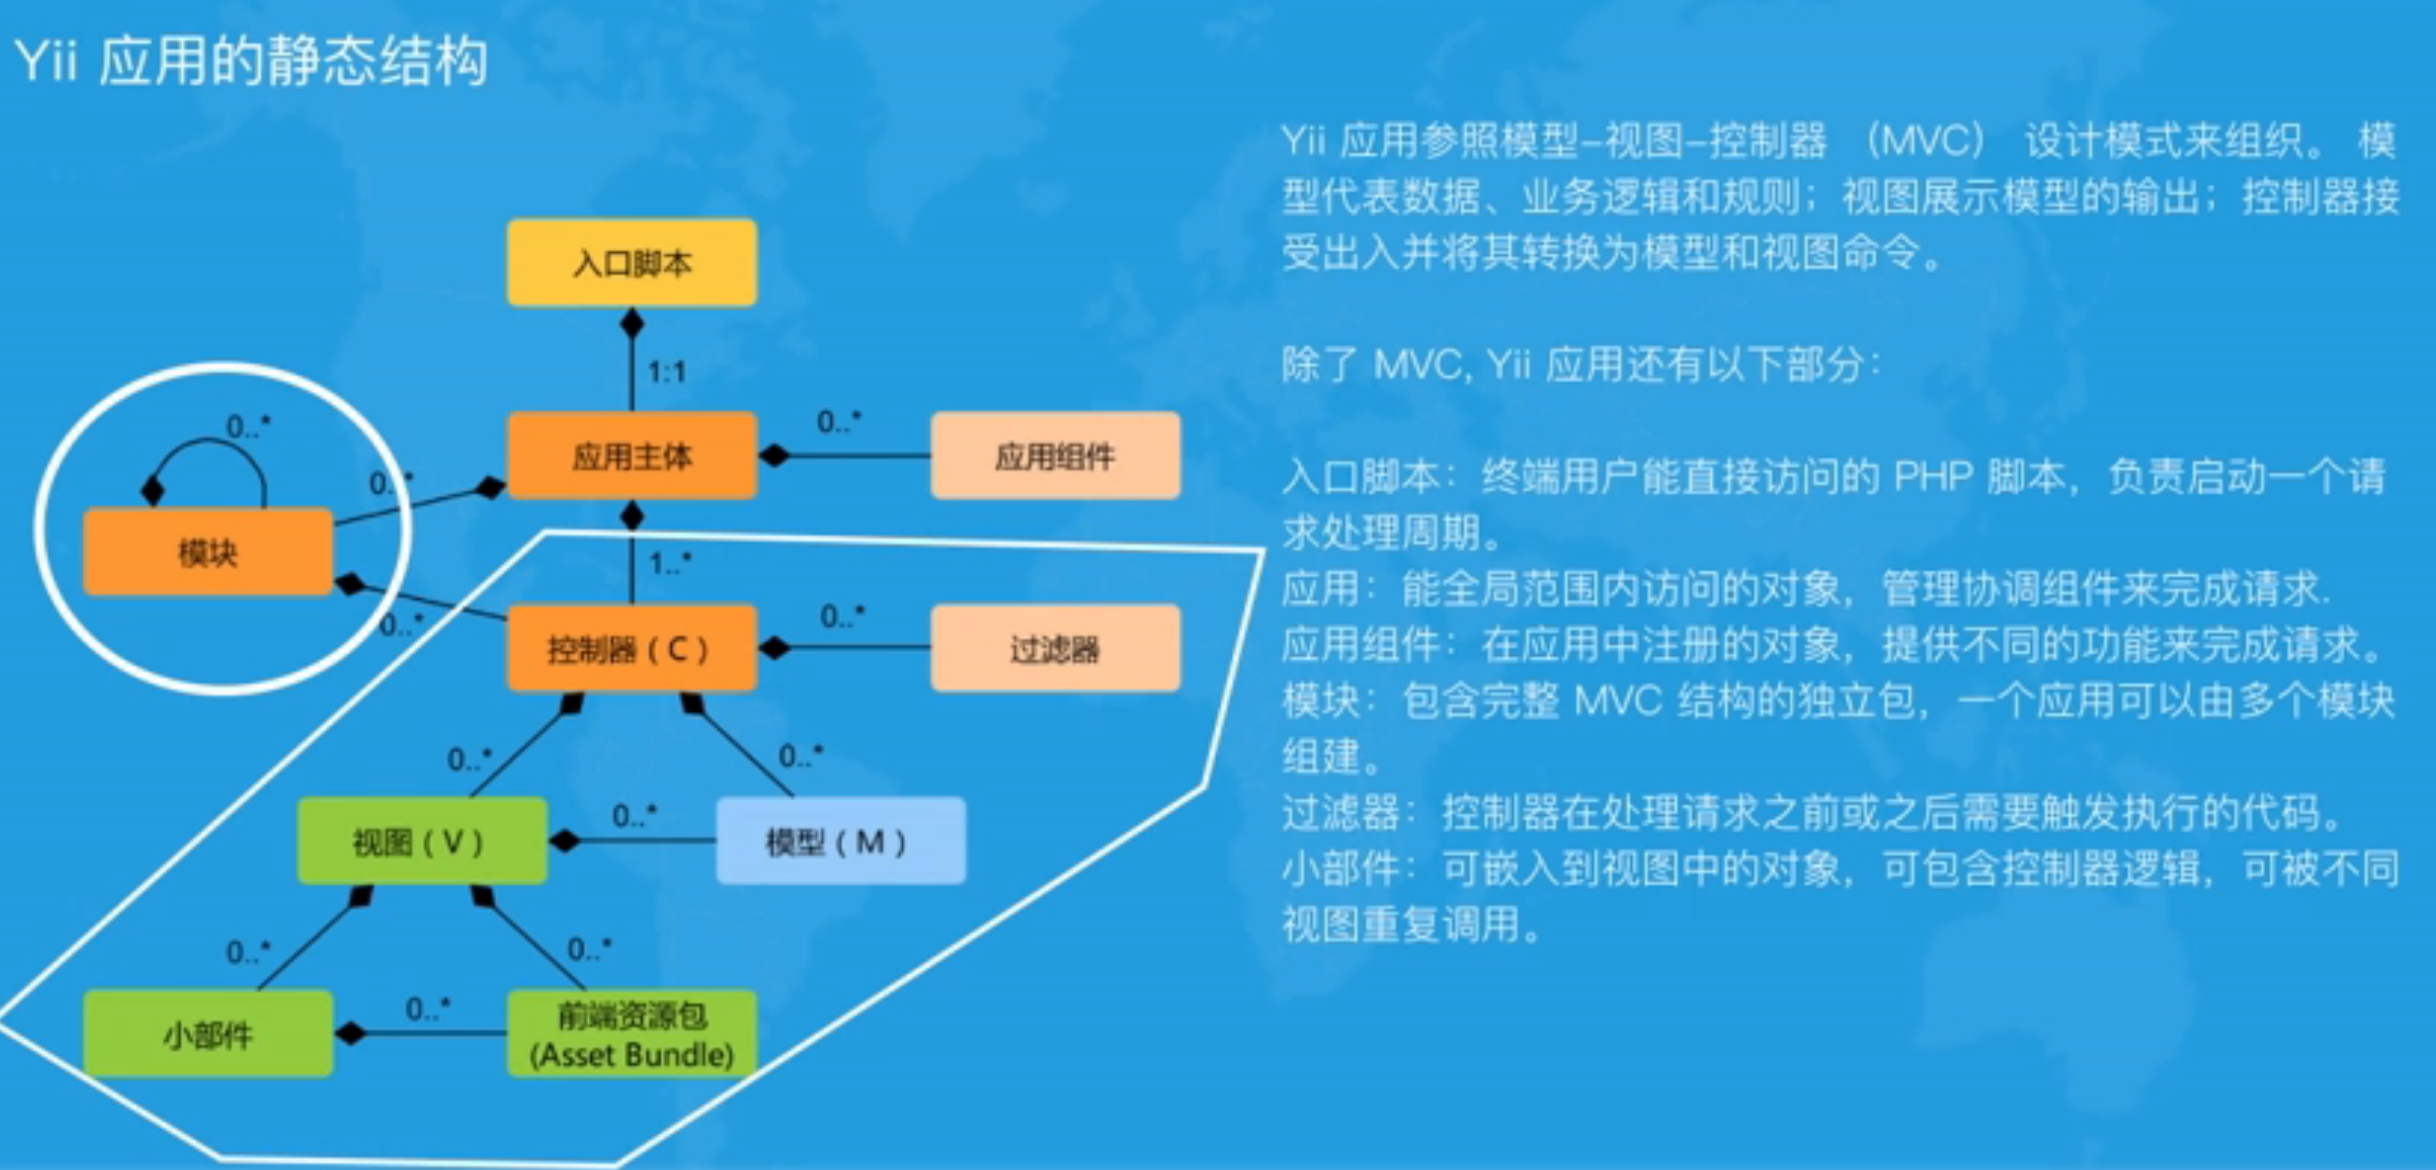 Yii 应用的静态结构
入口脚本
1:1
应用主体
0..*
应用组件
0..*
0..*
模块
1..*
0..*
控制器（C）
0..*
过滤器
0..*
0..*
视图（V）
0..*
模型（M）
0..*
0..*
小部件
0..*
前端资源包
(Asset Bundle)
Yii 应用参照模型-视图-控制器 （MVC） 设计模式来组织。 模
型代表数据、业务逻辑和规则；视图展示模型的输出；控制器接
受出入并将其转换为模型和视图命令。
除了 MVC, Yii 应用还有以下部分：
入口脚本：终端用户能直接访问的 PHP 脚本，负责启动一个请
求处理周期。
应用：能全局范围内访问的对象，管理协调组件来完成请求.
应用组件：在应用中注册的对象，提供不同的功能来完成请求。
模块：包含完整 MVC 结构的独立包，一个应用可以由多个模块
组建。
过滤器：控制器在处理请求之前或之后需要触发执行的代码。
小部件：可嵌入到视图中的对象，可包含控制器逻辑，可被不同
视图重复调用。